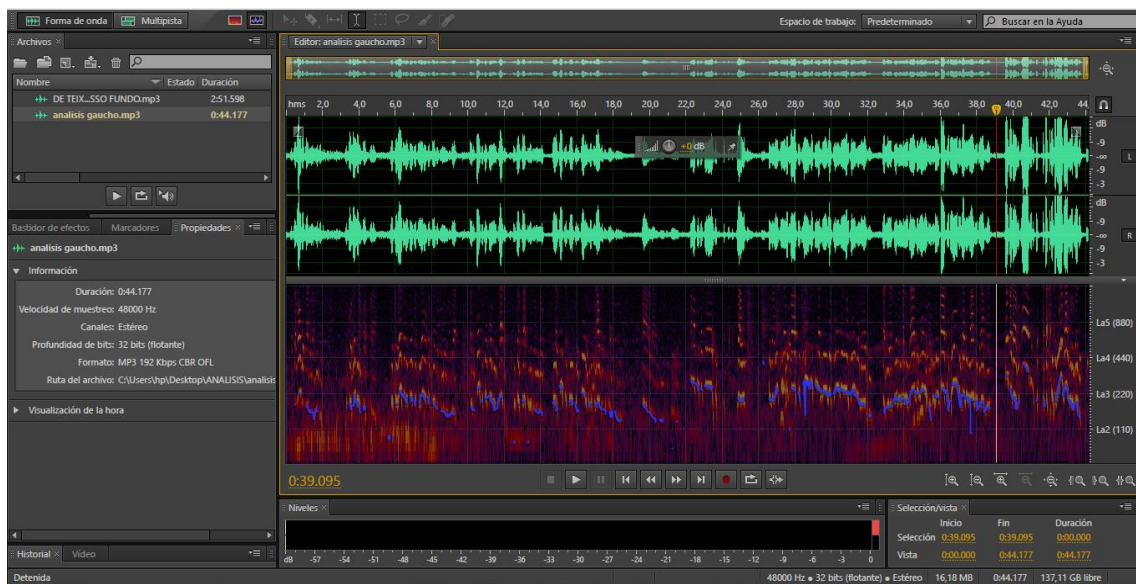 Forma de onda Multipista Espacio de trabajo: Predeterminado Buscar en la Ayuda
Archivos × Editor: analisis gaucho.mp3 ×
Nombre Estado Duración
DE TEIX...SSO FUNDO.mp3 2:51.598
analisis gaucho.mp3 0:44.177
hms 2,0 4,0 6,0 8,0 10,0 12,0 14,0 16,0 18,0 20,0 22,0 24,0 26,0 28,0 30,0 32,0 34,0 36,0 38,0 40,0 42,0 44,
dB
-9
-∞ L
-9
-3
+0 dB
dB
-9
-∞ R
-9
-3
Bastidor de efectos Marcadores Propiedades ×
analisis gaucho.mp3
Información
Duración: 0:44.177
Velocidad de muestreo: 48000 Hz
Canales: Estéreo
Profundidad de bits: 32 bits (flotante)
Formato: MP3 192 Kbps CBR OFL
Ruta del archivo: C:\Users\hp\Desktop\ANALISIS\analisis
Visualización de la hora
La5 (880)
La4 (440)
La3 (220)
La2 (110)
0:39.095
Niveles ×
dB -57 -54 -51 -48 -45 -42 -39 -36 -33 -30 -27 -24 -21 -18 -15 -12 -9 -6 -3 0
Selección/vista ×
Inicio Fin Duración
Selección 0:39.095 0:39.095 0:00.000
Vista 0:00.000 0:44.177 0:44.177
Historial × Vídeo
Detenida 48000 Hz • 32 bits (flotante) • Estéreo 16,18 MB 0:44.177 137,11 GB libre